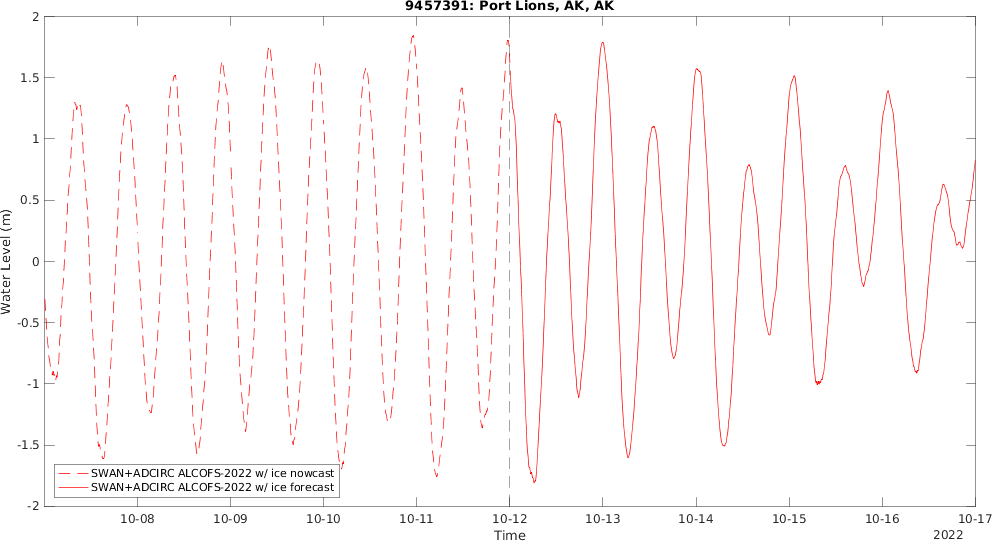 9457391: Port Lions, AK, AK
2
1.5
1
0.5
0
-0.5
-1
-1.5
-2
Water Level (m)
SWAN+ADCIRC ALCOFS-2022 w/ ice nowcast
SWAN+ADCIRC ALCOFS-2022 w/ ice forecast
10-08 10-09 10-10 10-11 10-12 10-13 10-14 10-15 10-16 10-17
Time
2022